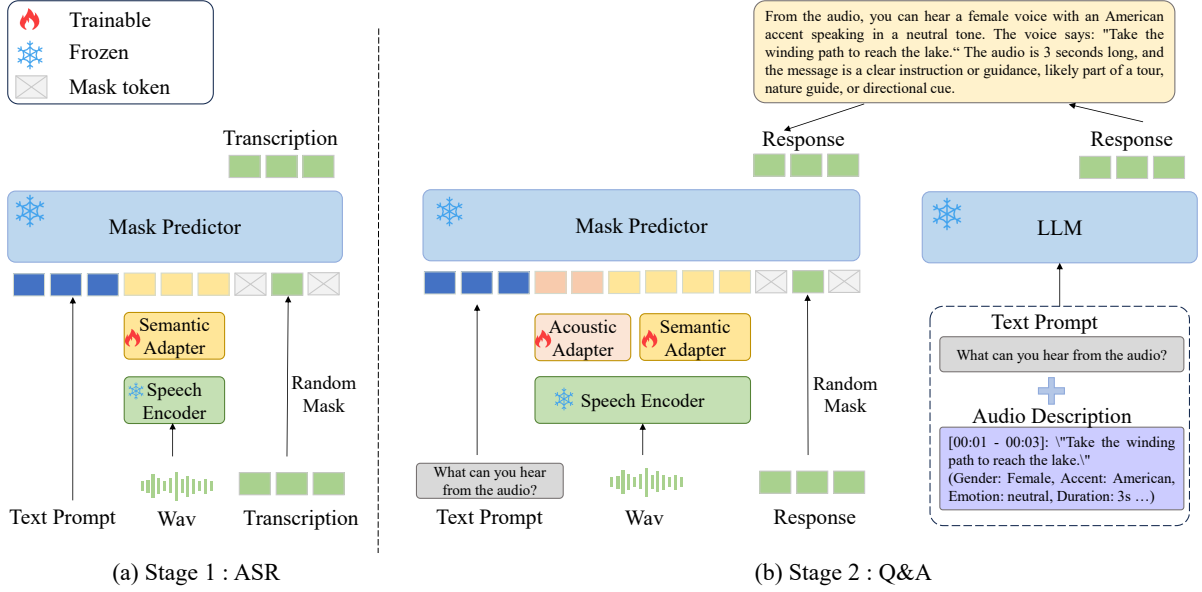 Trainable
Frozen
Mask token
Transcription
Mask Predictor
Semantic
Adapter
Speech
Encoder
Random
Mask
Text Prompt
Wav
Transcription
(a) Stage 1 : ASR
From the audio, you can hear a female voice with an American
accent speaking in a neutral tone. The voice says: "Take the
winding path to reach the lake.“ The audio is 3 seconds long, and
the message is a clear instruction or guidance, likely part of a tour,
nature guide, or directional cue.
Response
Mask Predictor
Acoustic
Adapter
Semantic
Adapter
Speech Encoder
Random
Mask
What can you hear
from the audio?
Text Prompt
Wav
Response
Response
LLM
Text Prompt
What can you hear from the audio?
Audio Description
[00:01 - 00:03]: \"Take the winding
path to reach the lake.\"
(Gender: Female, Accent: American,
Emotion: neutral, Duration: 3s …)
(b) Stage 2 : Q&A